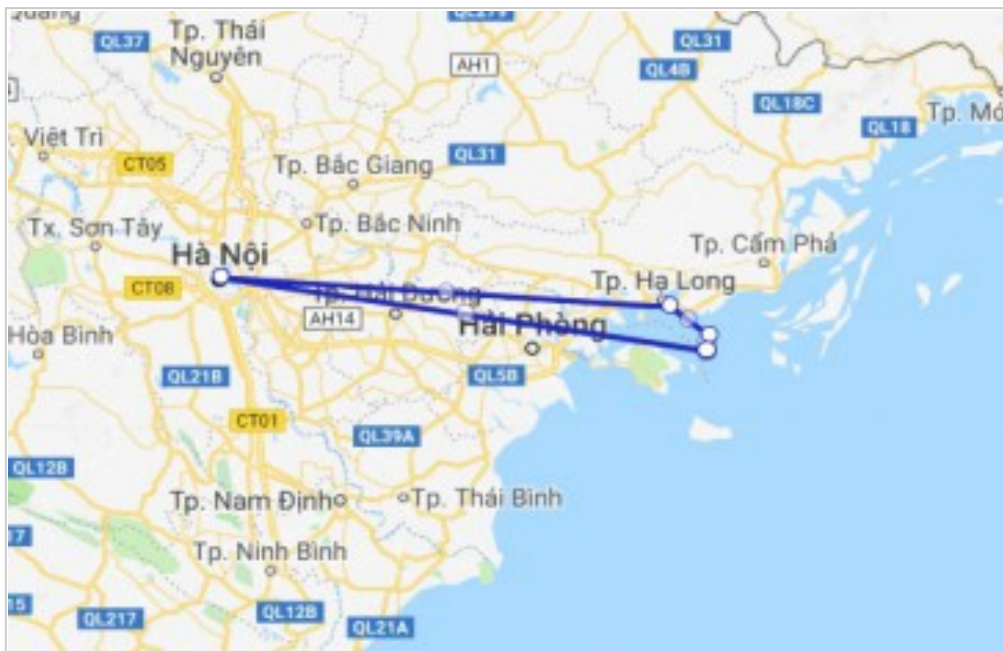 QL279
QL37
Tp. Thái
Nguyên
AH1
QL31
QL4B
QL18C
QL18
Việt Trì
CT05
Tp. Bắc Giang
QL31
Tx. Sơn Tây
Tp. Bắc Ninh
Tp. Cẩm Phả
Hà Nội
CT08
Tp. Hạ Long
AH14
Hải Phòng
Hòa Bình
QL21B
QL5B
CT01
QL39A
QL12B
Tp. Nam Định
Tp. Thái Bình
Tp. Ninh Bình
QL12B
QL217
QL21A